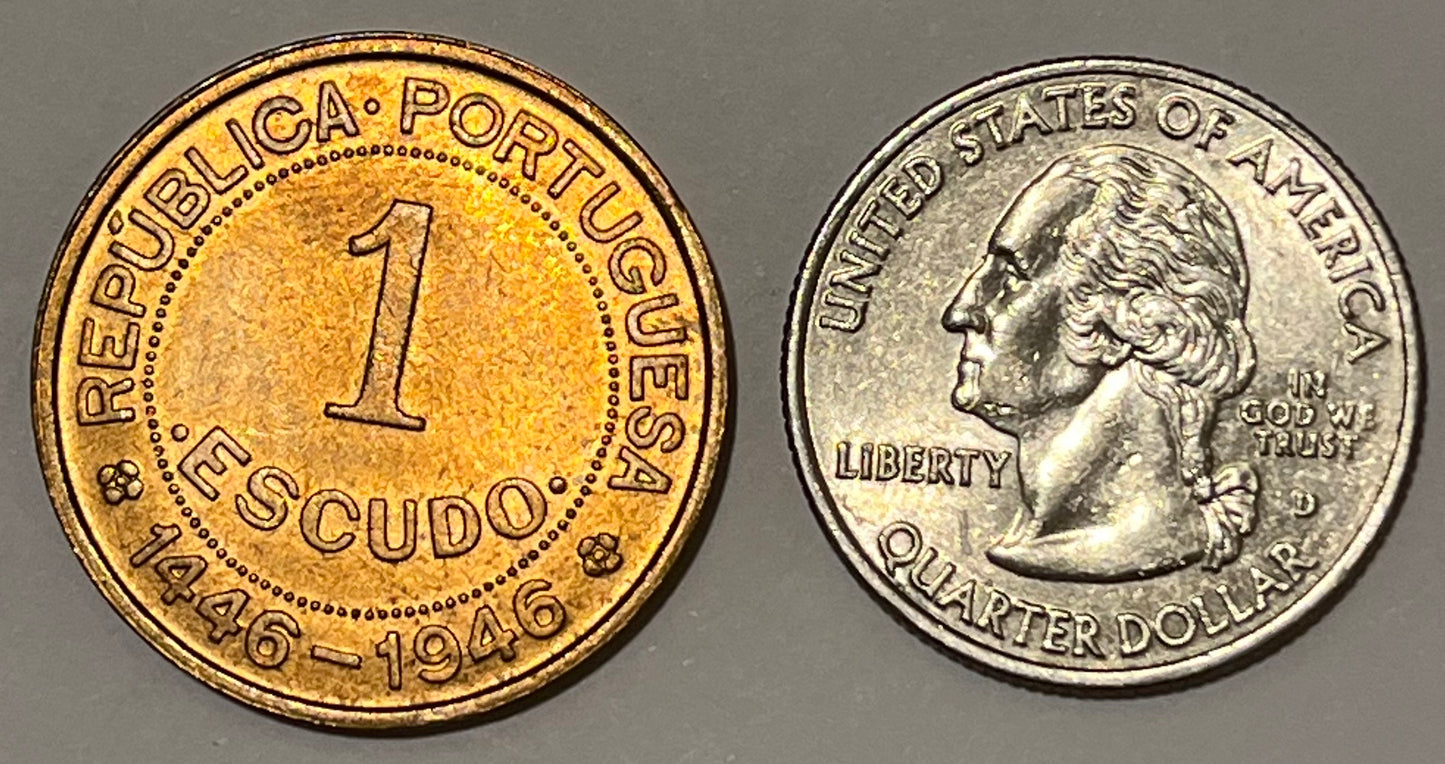 REPÚBLICA · PORTUGUESA
1
· ESCUDO ·
1446-1946
UNITED STATES OF AMERICA
LIBERTY
IN
GOD WE
TRUST
D
QUARTER DOLLAR